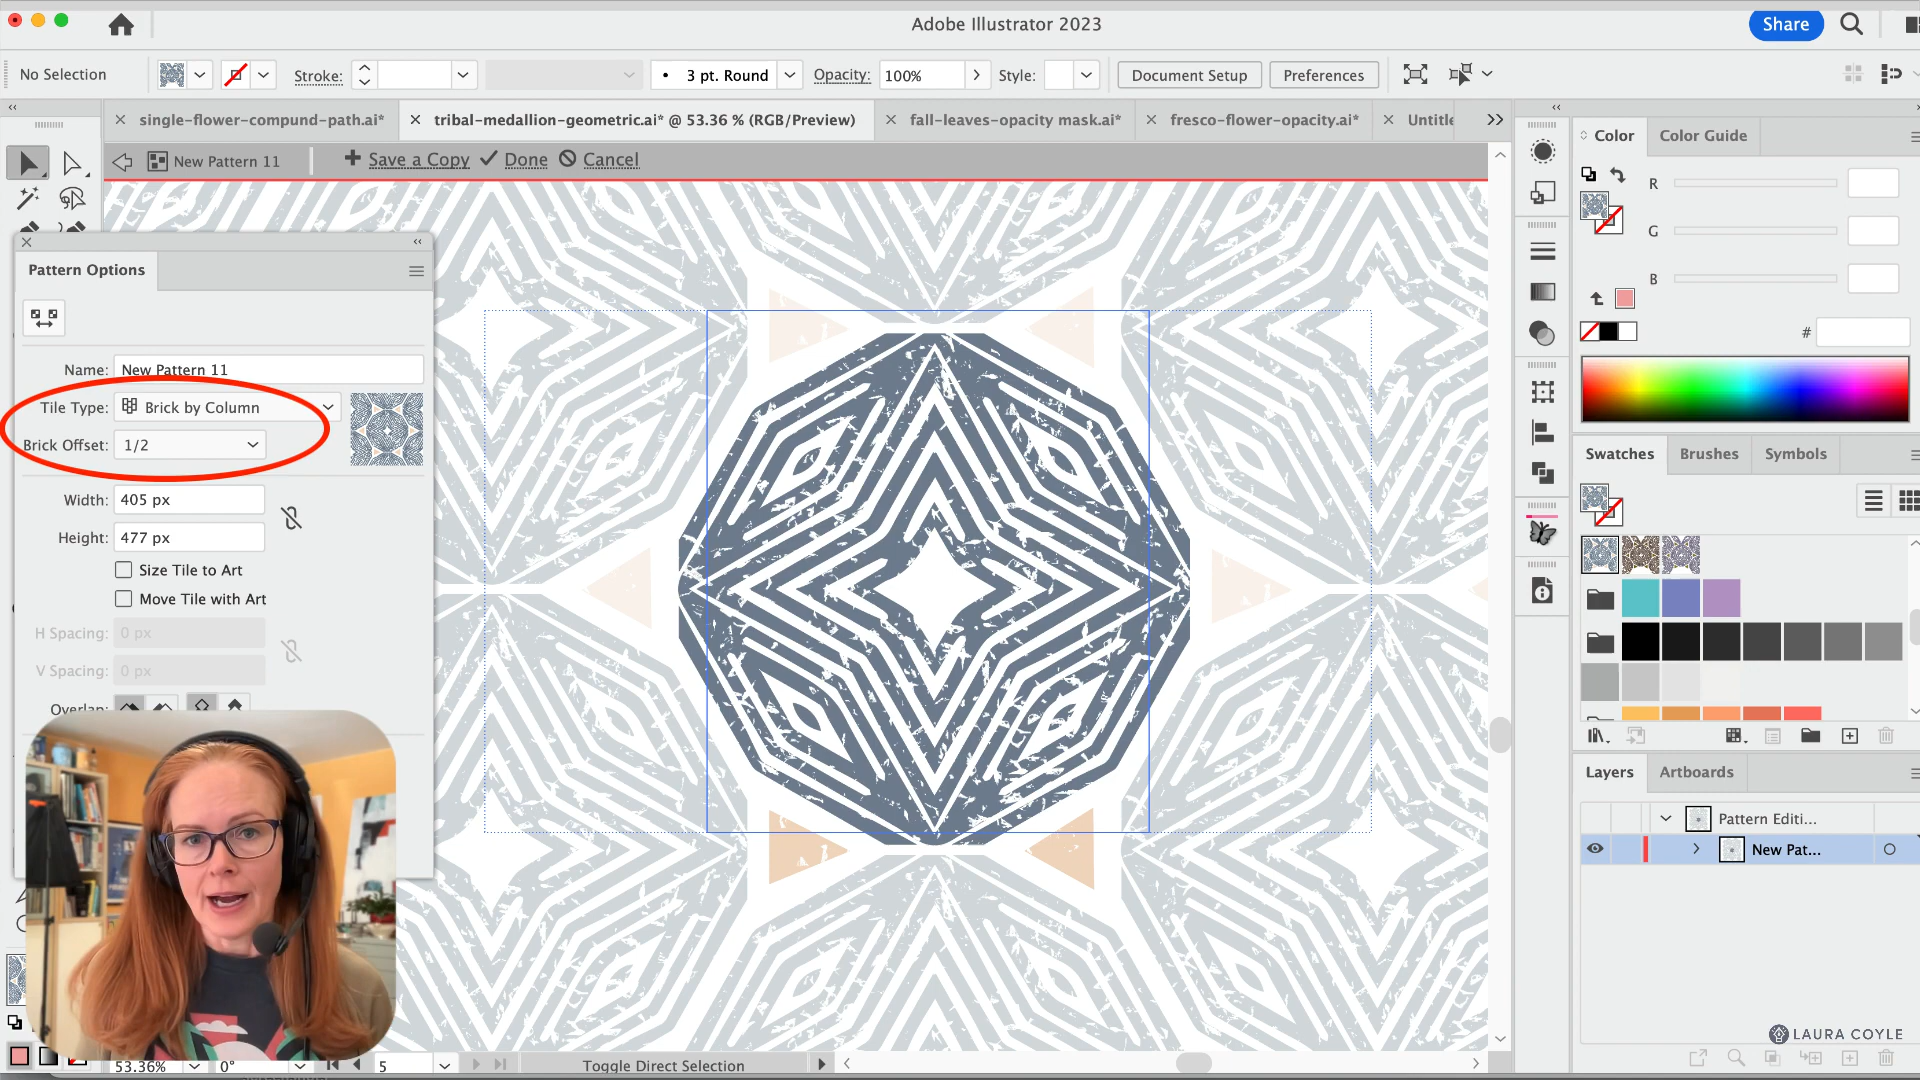 Adobe Illustrator 2023
Share
No Selection
Stroke:
3 pt. Round
Opacity:
100%
Style:
Document Setup
Preferences
single-flower-compund-path.ai*
tribal-medallion-geometric.ai* @ 53.36 % (RGB/Preview)
fall-leaves-opacity mask.ai*
fresco-flower-opacity.ai*
New Pattern 11
Save a Copy
Done
Cancel
Pattern Options
Name: New Pattern 11
Tile Type: Brick by Column
Brick Offset: 1/2
Width: 405 px
Height: 477 px
Size Tile to Art
Move Tile with Art
H Spacing: 0 px
V Spacing: 0 px
Overlap:
53.36%
0°
5
Toggle Direct Selection
Color
Color Guide
R
G
B
#
Swatches
Brushes
Symbols
Layers
Artboards
Pattern Editi...
New Pat...
LAURA COYLE